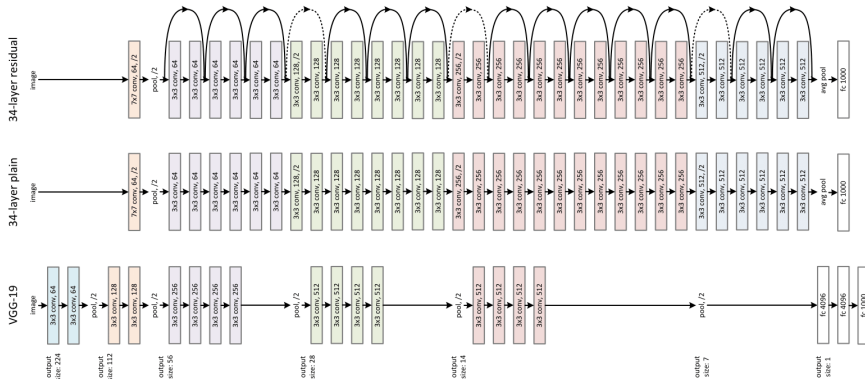 34-layer residual
image
7x7 conv, 64, /2
pool, /2
3x3 conv, 64
3x3 conv, 64
3x3 conv, 64
3x3 conv, 64
3x3 conv, 64
3x3 conv, 64
3x3 conv, 128, /2
3x3 conv, 128
3x3 conv, 128
3x3 conv, 128
3x3 conv, 128
3x3 conv, 128
3x3 conv, 128
3x3 conv, 128
3x3 conv, 256, /2
3x3 conv, 256
3x3 conv, 256
3x3 conv, 256
3x3 conv, 256
3x3 conv, 256
3x3 conv, 256
3x3 conv, 256
3x3 conv, 256
3x3 conv, 256
3x3 conv, 256
3x3 conv, 256
3x3 conv, 512, /2
3x3 conv, 512
3x3 conv, 512
3x3 conv, 512
3x3 conv, 512
3x3 conv, 512
avg pool
fc 1000
34-layer plain
image
7x7 conv, 64, /2
pool, /2
3x3 conv, 64
3x3 conv, 64
3x3 conv, 64
3x3 conv, 64
3x3 conv, 64
3x3 conv, 64
3x3 conv, 128, /2
3x3 conv, 128
3x3 conv, 128
3x3 conv, 128
3x3 conv, 128
3x3 conv, 128
3x3 conv, 128
3x3 conv, 128
3x3 conv, 256, /2
3x3 conv, 256
3x3 conv, 256
3x3 conv, 256
3x3 conv, 256
3x3 conv, 256
3x3 conv, 256
3x3 conv, 256
3x3 conv, 256
3x3 conv, 256
3x3 conv, 256
3x3 conv, 256
3x3 conv, 512, /2
3x3 conv, 512
3x3 conv, 512
3x3 conv, 512
3x3 conv, 512
3x3 conv, 512
avg pool
fc 1000
VGG-19
image
3x3 conv, 64
3x3 conv, 64
pool, /2
3x3 conv, 128
3x3 conv, 128
pool, /2
3x3 conv, 256
3x3 conv, 256
3x3 conv, 256
3x3 conv, 256
pool, /2
3x3 conv, 512
3x3 conv, 512
3x3 conv, 512
3x3 conv, 512
pool, /2
3x3 conv, 512
3x3 conv, 512
3x3 conv, 512
3x3 conv, 512
pool, /2
fc 4096
fc 4096
fc 1000
output
size: 224
output
size: 112
output
size: 56
output
size: 28
output
size: 14
output
size: 7
output
size: 1